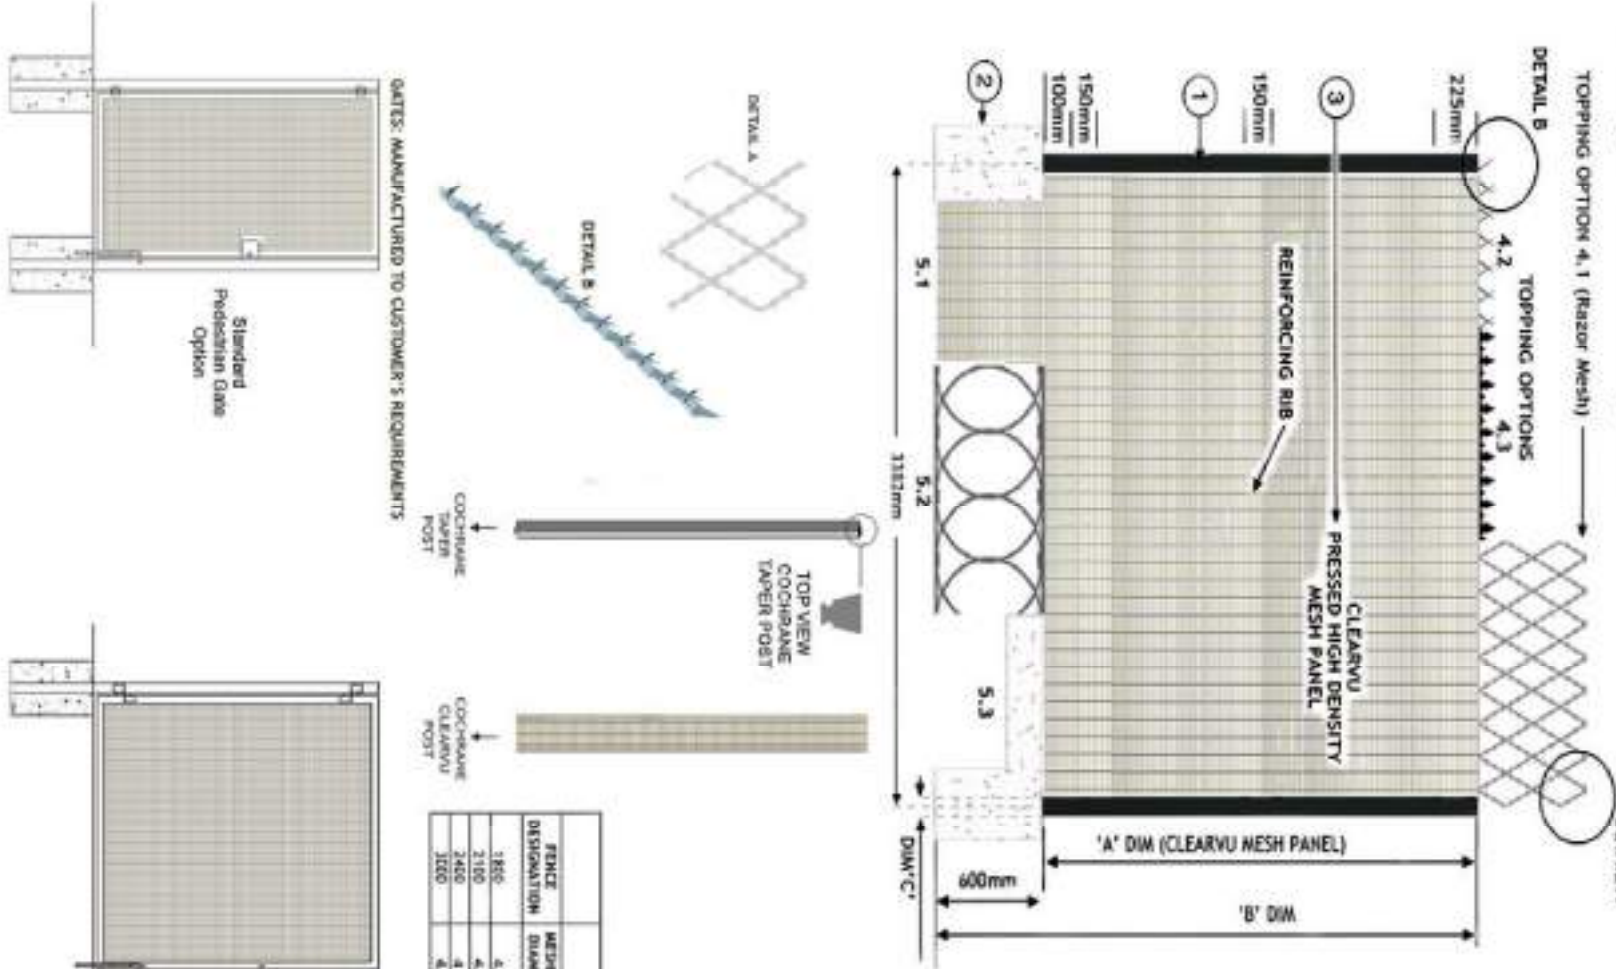 TOPPING OPTION 4.1 (Razor Mesh)
DETAIL B
TOPPING OPTIONS
4.2
4.3
225mm
3
150mm
1
150mm
100mm
2
REINFORCING RIB
CLEARVU
PRESSED HIGH DENSITY
MESH PANEL
'A' DIM (CLEARVU MESH PANEL)
'B' DIM
600mm
DIM'C'
5.1
5.2
5.3
DETAIL A
DETAIL B
TOP VIEW
COCHRANE
TAPER POST
COCHRANE
TAPER
POST
COCHRANE
CLEARVU
POST
GATES: MANUFACTURED TO CUSTOMER'S REQUIREMENTS
Standard
Pedestrian Gate
Option
FENCE
DESIGNATION
1800
2100
2400
3000